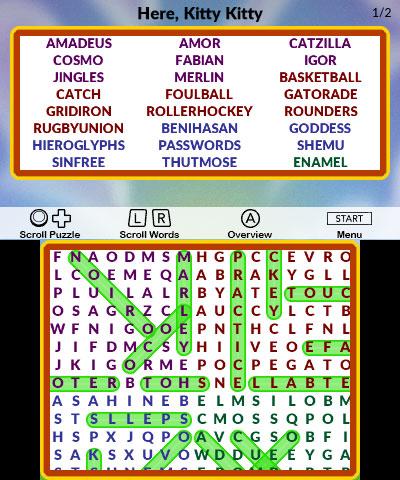 Here, Kitty Kitty 1/2
AMADEUS AMOR CATZILLA
COSMO FABIAN IGOR
JINGLES MERLIN BASKETBALL
CATCH FOULBALL GATORADE
GRIDIRON ROLLERHOCKEY ROUNDERS
RUGBYUNION BENIHASAN GODDESS
HIEROGLYPHS PASSWORDS SHEMU
SINFREE THUTMOSE ENAMEL
L R A START
Scroll Puzzle Scroll Words Overview Menu
F N A O D M S M H G P C C E V R O
L C O E M E Q A A B R A K Y G L L
P L U I L A L R B Y A T E T O U C
O S A G R Z C L A U C C Y L C T B
W F N I G O O E P N T H C L F N L
J I F D M C S Y H I I V E O E F A
J K I G O R M E P O C P E G A T O
O T E R B T O H S N E L L A B T E
A S A H I N E B E L M S I L O B M
S T S L L E P S C M O S S Q P O L
H S P X J Q P O A V C G S O B F I
S A K S X U V O W D D U E E Y G A